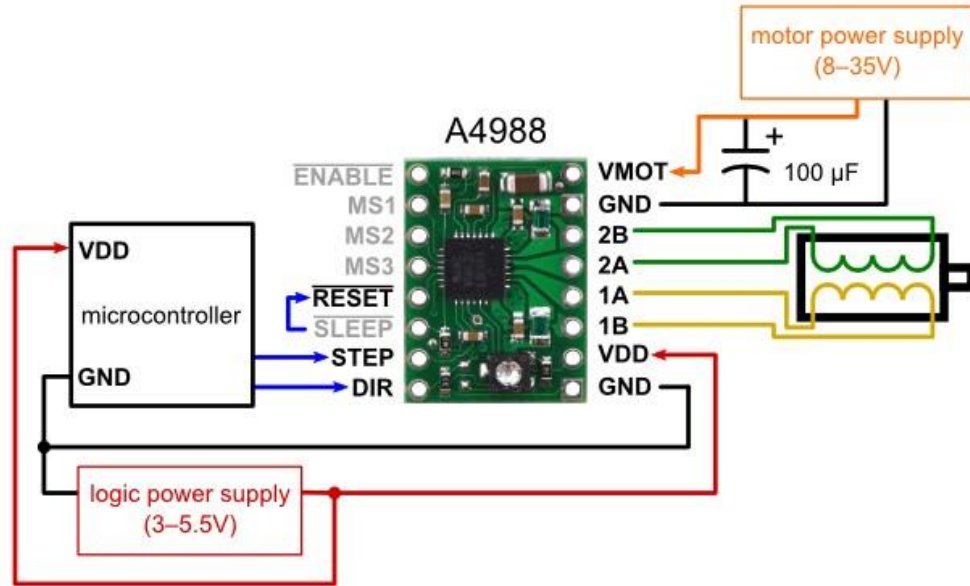 motor power supply
(8–35V)
A4988
+
100 µF
ENABLE
MS1
MS2
MS3
RESET
SLEEP
STEP
DIR
VMOT
GND
2B
2A
1A
1B
VDD
GND
VDD
microcontroller
GND
logic power supply
(3–5.5V)